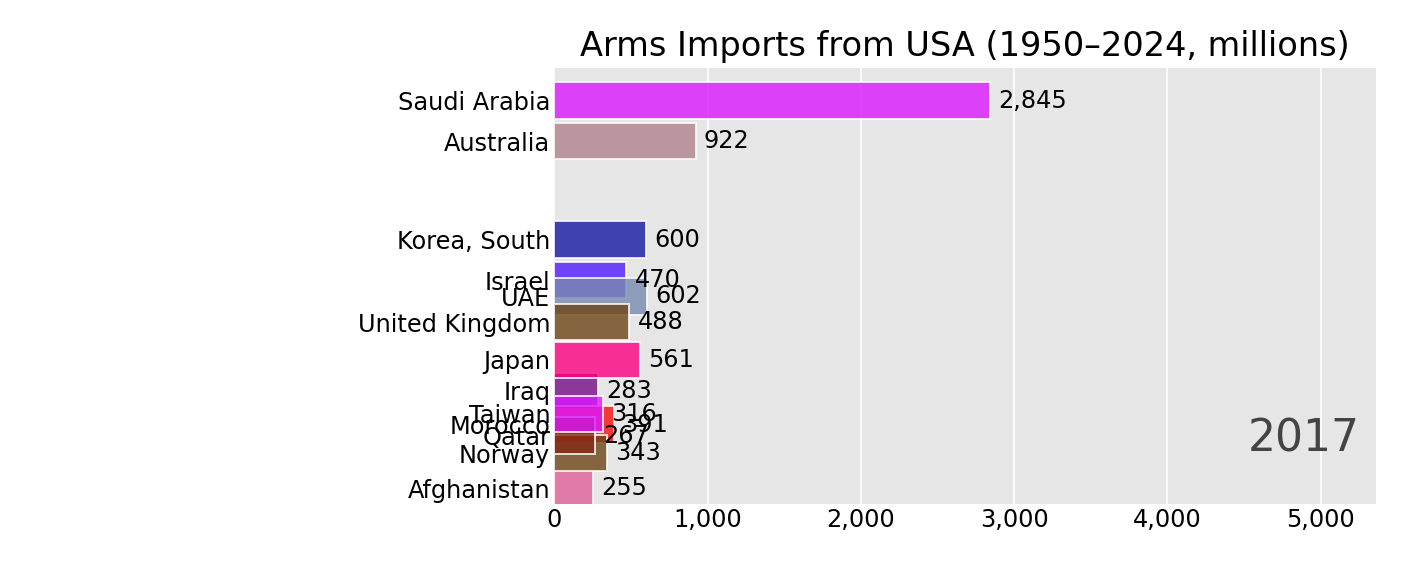 Arms Imports from USA (1950–2024, millions)
Saudi Arabia 2,845
Australia 922
Korea, South 600
Israel 470
UAE 602
United Kingdom 488
Japan 561
Iraq 283
Taiwan 316
Morocco 391
Qatar 267
Norway 343
Afghanistan 255
2017
0 1,000 2,000 3,000 4,000 5,000